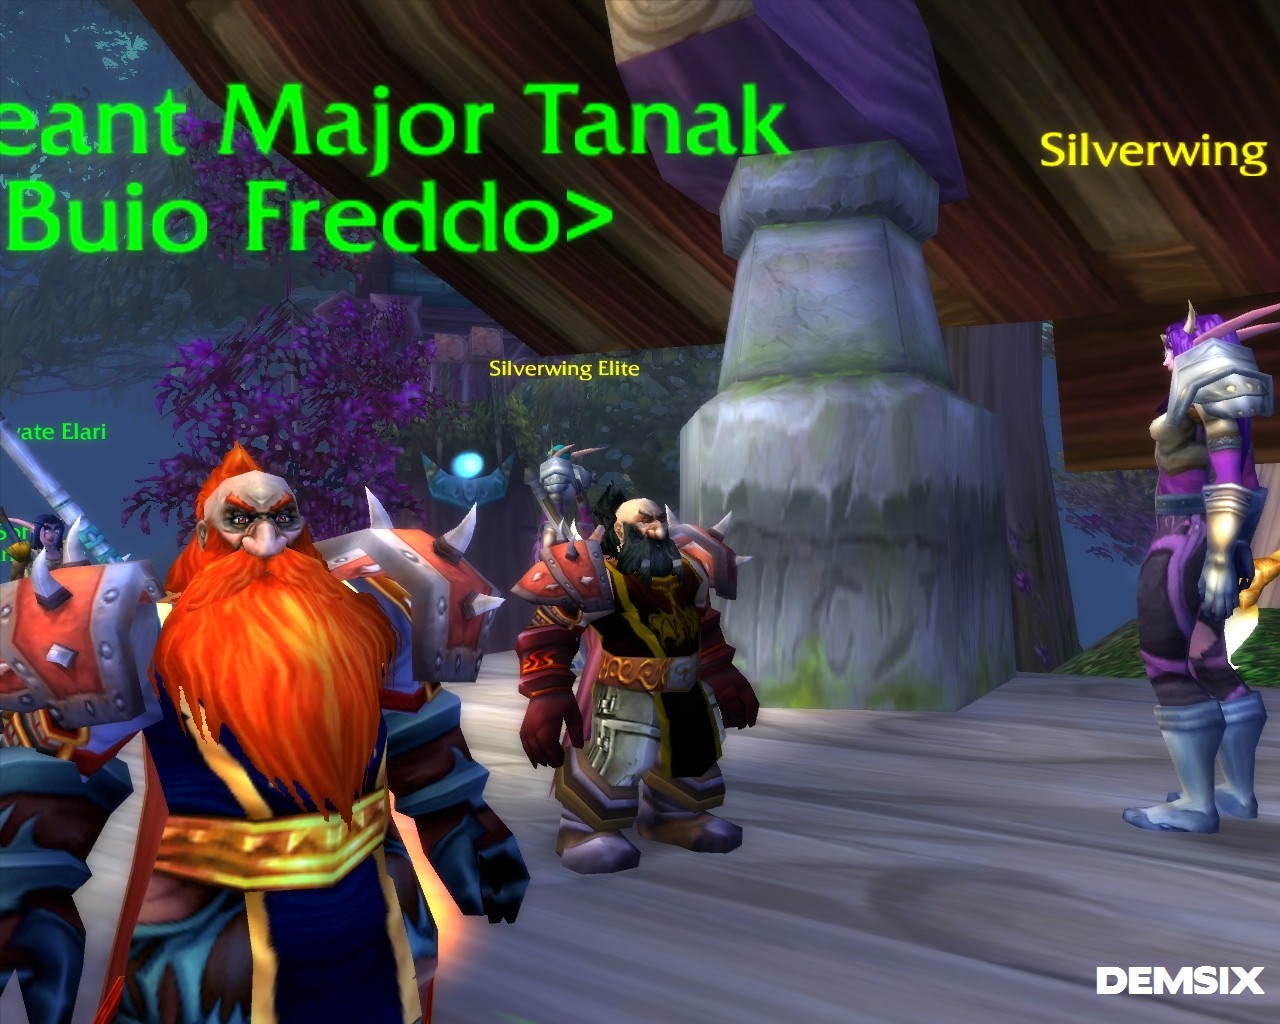 eant Major Tanak
Buio Freddo>
Silverwing
Silverwing Elite
vate Elari
DEMSIX